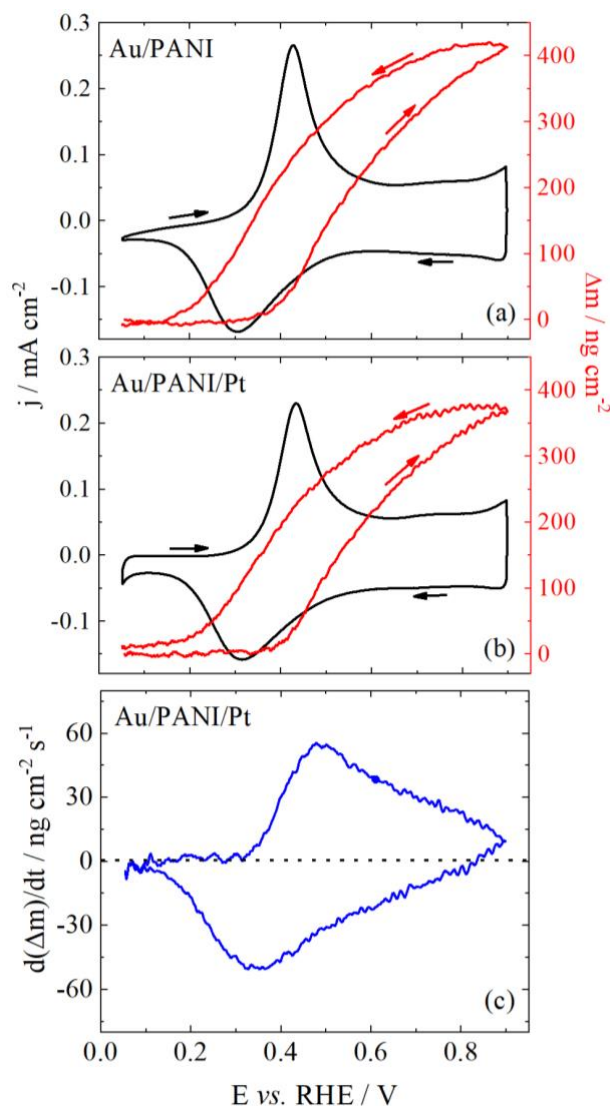 Au/PANI
0.3
0.2
0.1
0.0
-0.1
400
300
200
100
0
(a)
j / mA cm-2
Δm / ng cm-2
Au/PANI/Pt
0.3
0.2
0.1
0.0
-0.1
400
300
200
100
0
(b)
Au/PANI/Pt
60
30
0
-30
-60
d(Δm)/dt / ng cm-2 s-1
(c)
0.0 0.2 0.4 0.6 0.8
E vs. RHE / V